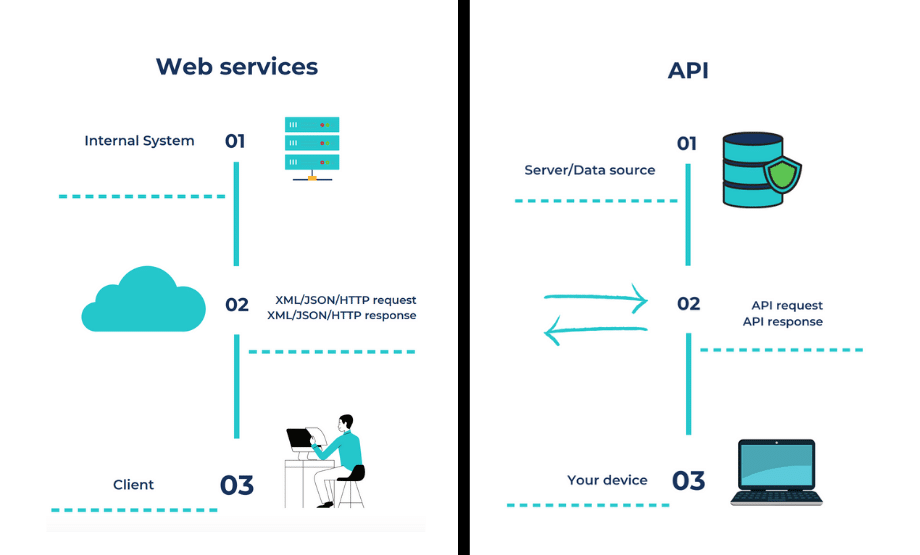 Web services
Internal System
01
02
XML/JSON/HTTP request
XML/JSON/HTTP response
Client
03
API
01
Server/Data source
02
API request
API response
Your device
03